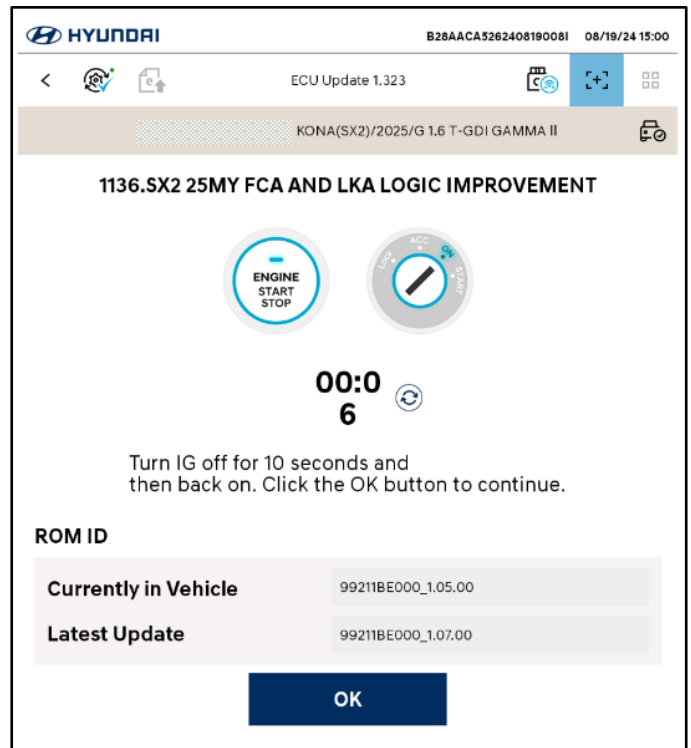 HYUNDAI
B28AACA526240819008I 08/19/24 15:00
ECU Update 1.323
KONA(SX2)/2025/G 1.6 T-GDI GAMMA II
1136.SX2 25MY FCA AND LKA LOGIC IMPROVEMENT
ENGINE
START
STOP
Lock
ACC
ON
START
00:0
6
Turn IG off for 10 seconds and
then back on. Click the OK button to continue.
ROM ID
Currently in Vehicle 99211BE000_1.05.00
Latest Update 99211BE000_1.07.00
OK